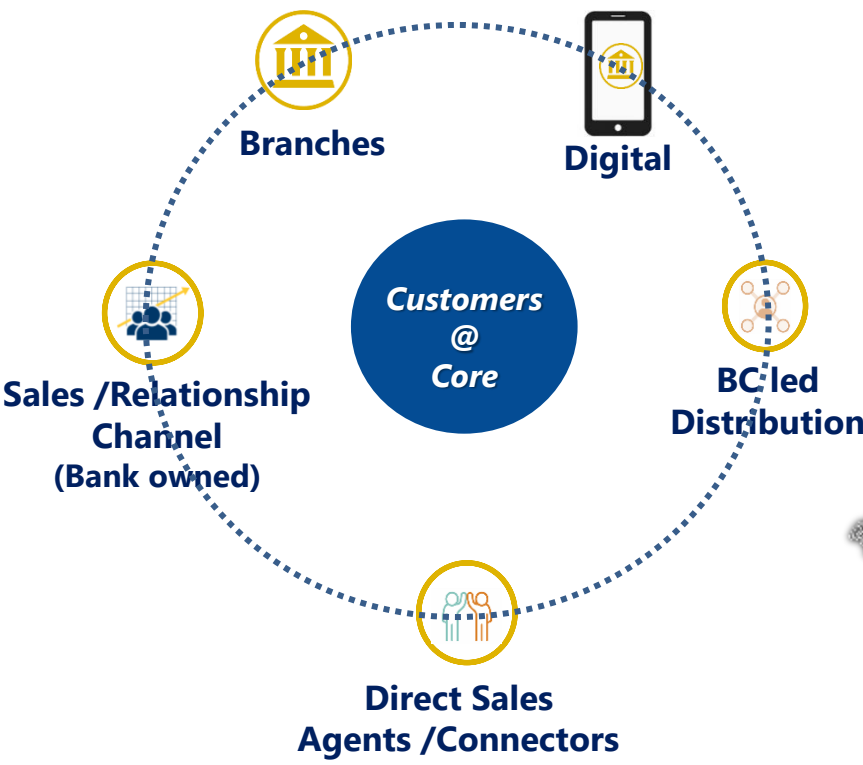 Branches
Digital
Customers
@
Core
Sales /Relationship
Channel
(Bank owned)
BC led
Distribution
Direct Sales
Agents /Connectors